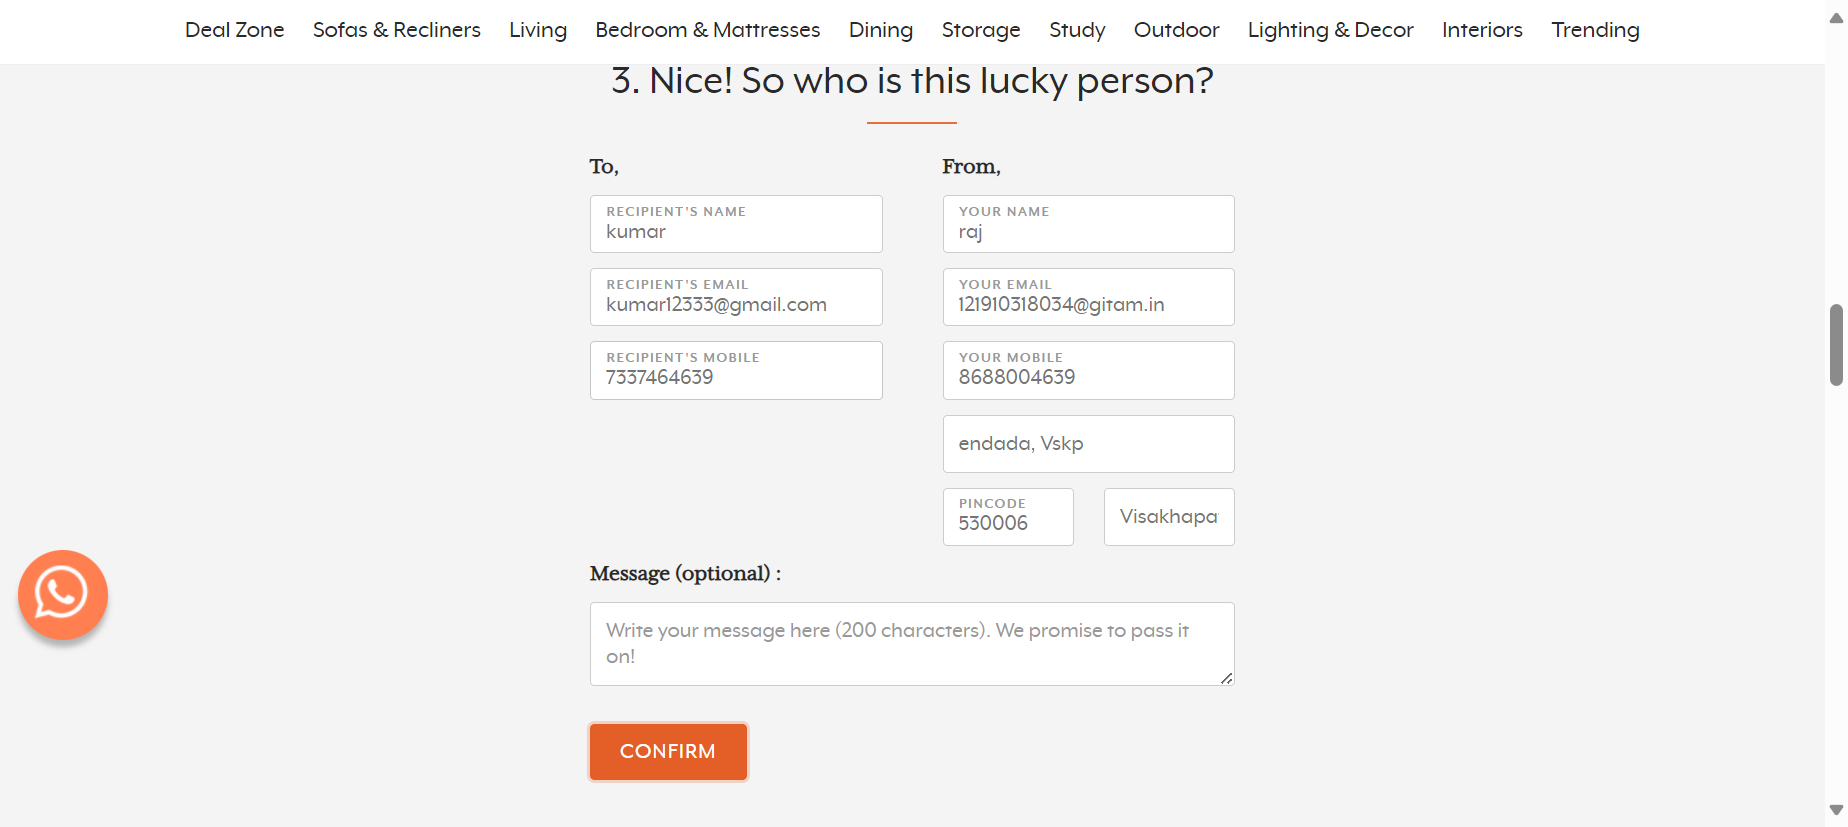 Deal Zone Sofas & Recliners Living Bedroom & Mattresses Dining Storage Study Outdoor Lighting & Decor Interiors Trending
3. Nice! So who is this lucky person?
To,
RECIPIENT'S NAME
kumar
RECIPIENT'S EMAIL
kumar12333@gmail.com
RECIPIENT'S MOBILE
7337464639
From,
YOUR NAME
raj
YOUR EMAIL
121910318034@gitam.in
YOUR MOBILE
8688004639
endada, Vskp
PINCODE
530006
Visakhapa
Message (optional) :
Write your message here (200 characters). We promise to pass it
on!
CONFIRM